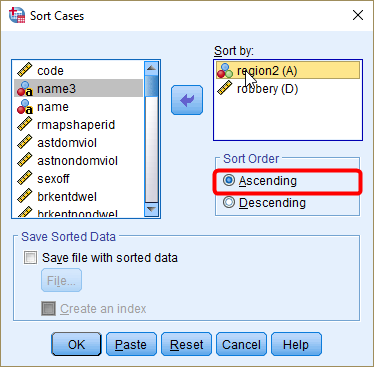 Sort Cases
code
name3
name
rmapshaperid
astdomviol
astnondomviol
sexoff
brkentdwel
brkentnondwel
Sort by:
region2 (A)
robbery (D)
Sort Order
Ascending
Descending
Save Sorted Data
Save file with sorted data
File...
Create an index
OK
Paste
Reset
Cancel
Help